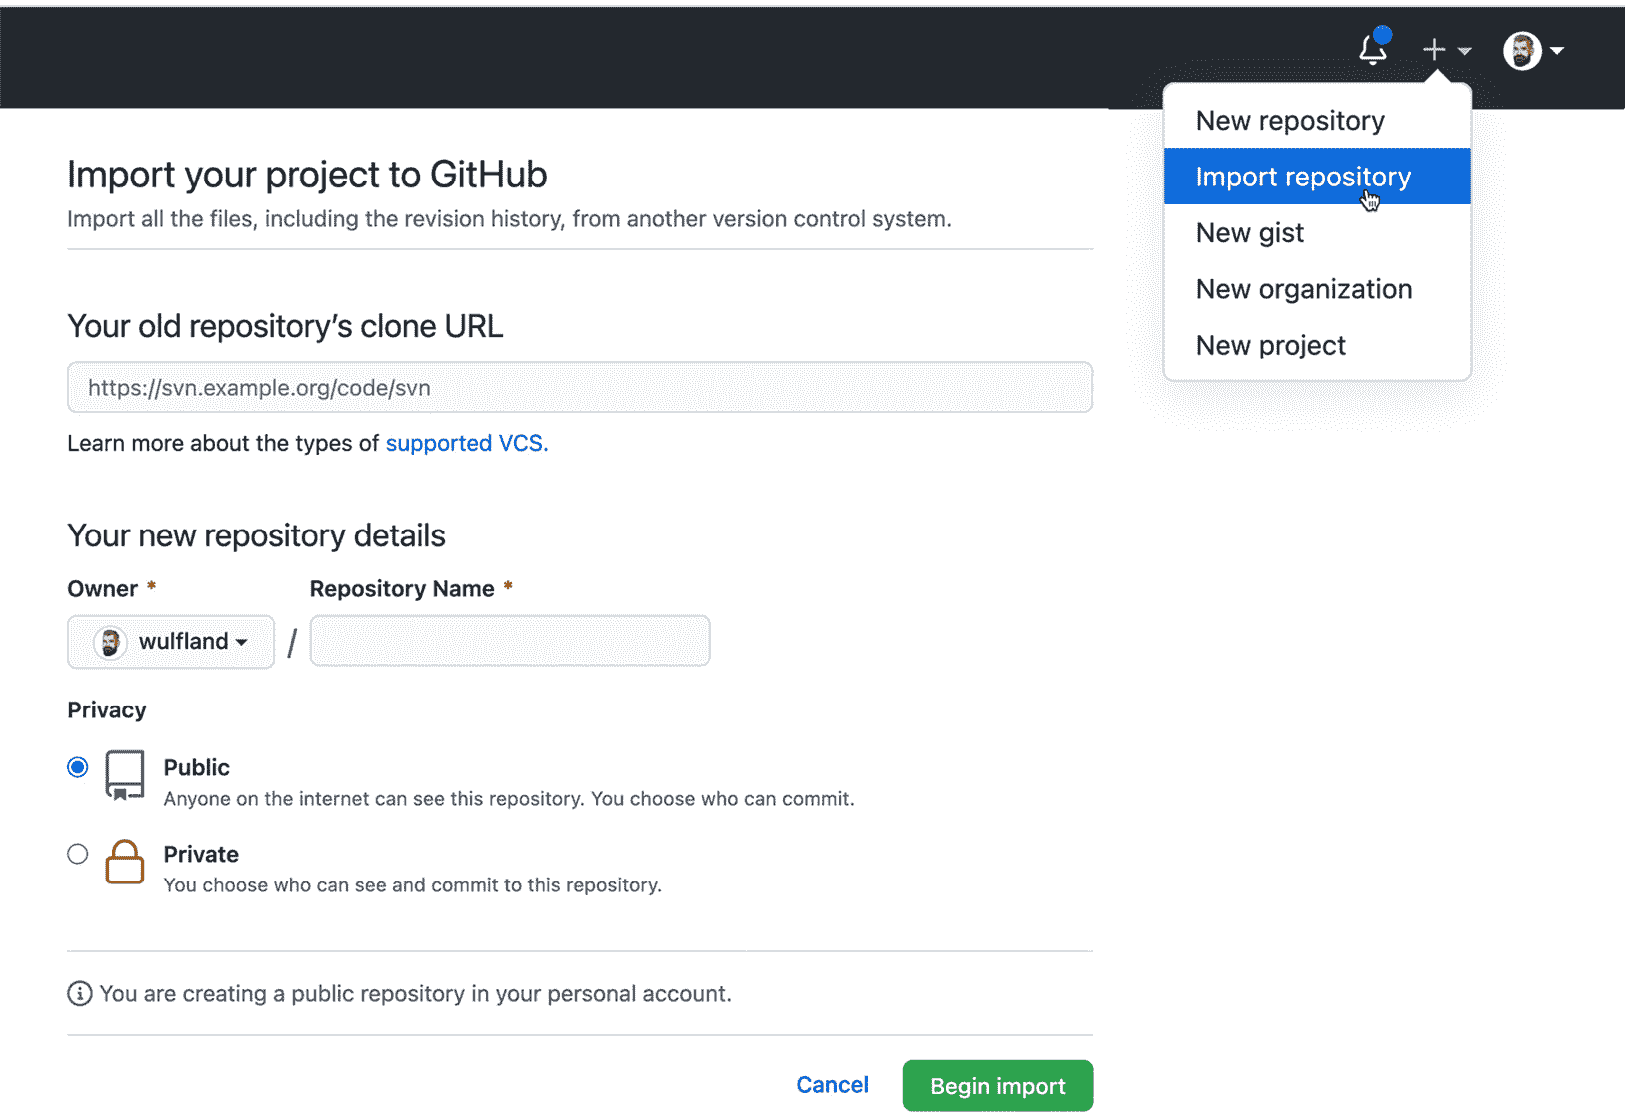 New repository
Import repository
New gist
New organization
New project
Import your project to GitHub
Import all the files, including the revision history, from another version control system.
Your old repository’s clone URL
https://svn.example.org/code/svn
Learn more about the types of supported VCS.
Your new repository details
Owner *
Repository Name *
wulfland
/
Privacy
Public
Anyone on the internet can see this repository. You choose who can commit.
Private
You choose who can see and commit to this repository.
You are creating a public repository in your personal account.
Cancel
Begin import